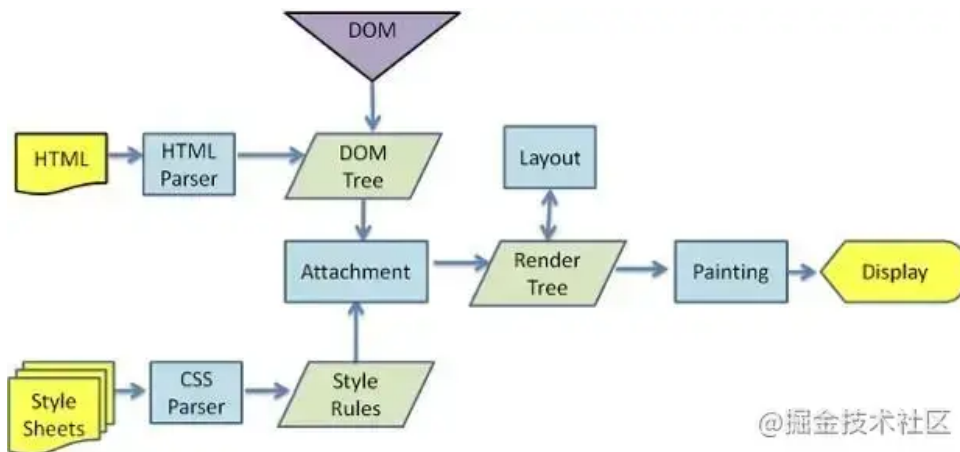 DOM
HTML
HTML
Parser
DOM
Tree
Layout
Attachment
Render
Tree
Painting
Display
Style
Sheets
CSS
Parser
Style
Rules
@掘金技术社区